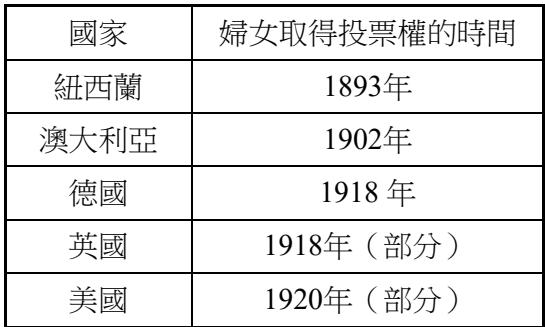 國家 婦女取得投票權的時間
紐西蘭 1893年
澳大利亞 1902年
德國 1918 年
英國 1918年（部分）
美國 1920年（部分）